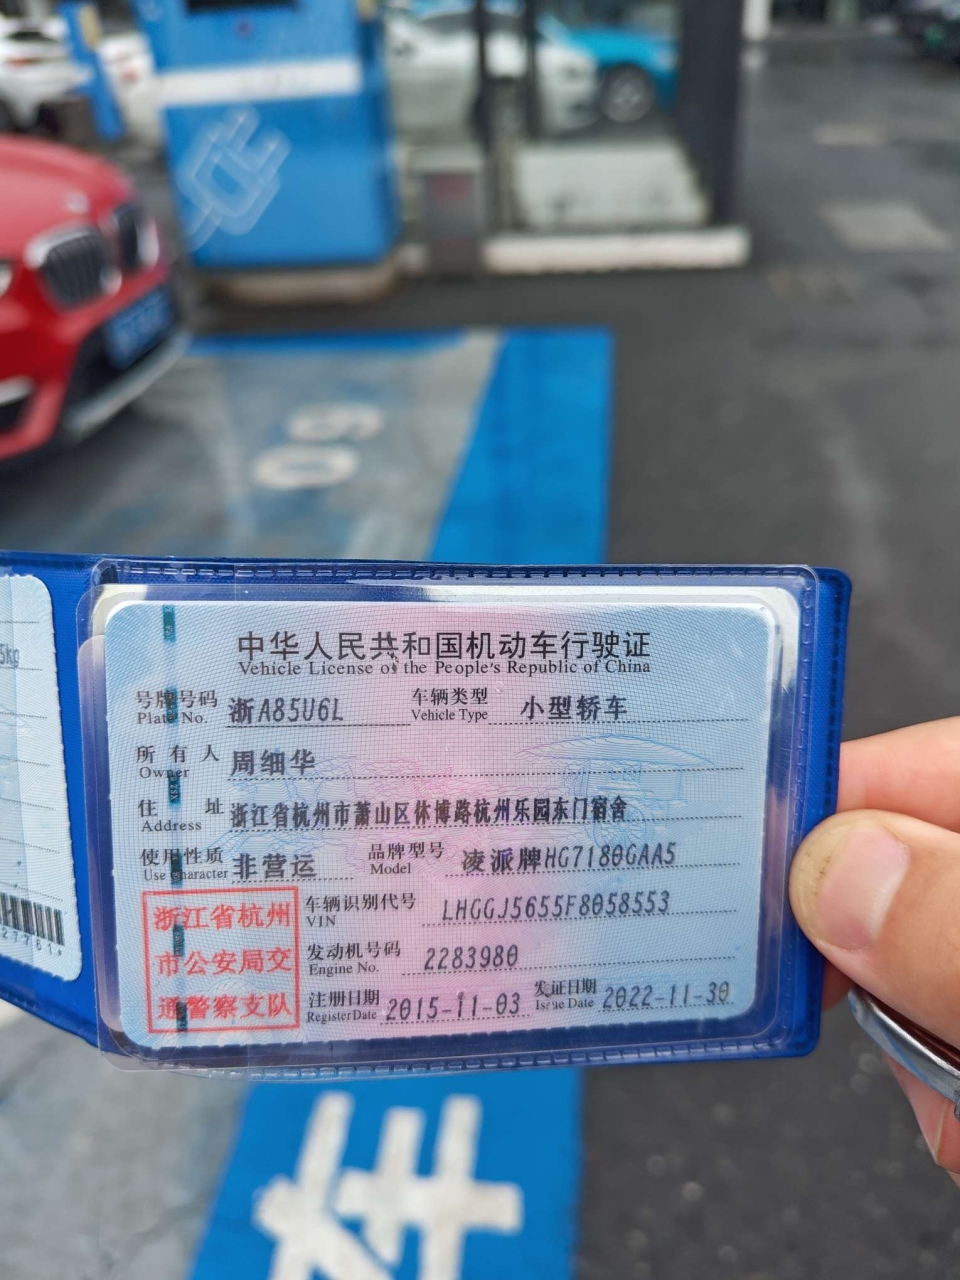 09
中华人民共和国机动车行驶证
Vehicle License of the People's Republic of China
号牌号码 浙A85U6L 车辆类型 小型轿车
Plate No. Vehicle Type
所有人 周细华
Owner
住址 浙江省杭州市萧山区休博路杭州乐园东门宿舍
Address
使用性质 非营运 品牌型号 凌派牌HG7180GAA5
Use Character Model
浙江省杭州
市公安局交
通警察支队
车辆识别代号 LHGGJ5655F8058553
VIN
发动机号码 2283980
Engine No.
注册日期 2015-11-03 发证日期 2022-11-30
Register Date Issue Date
车